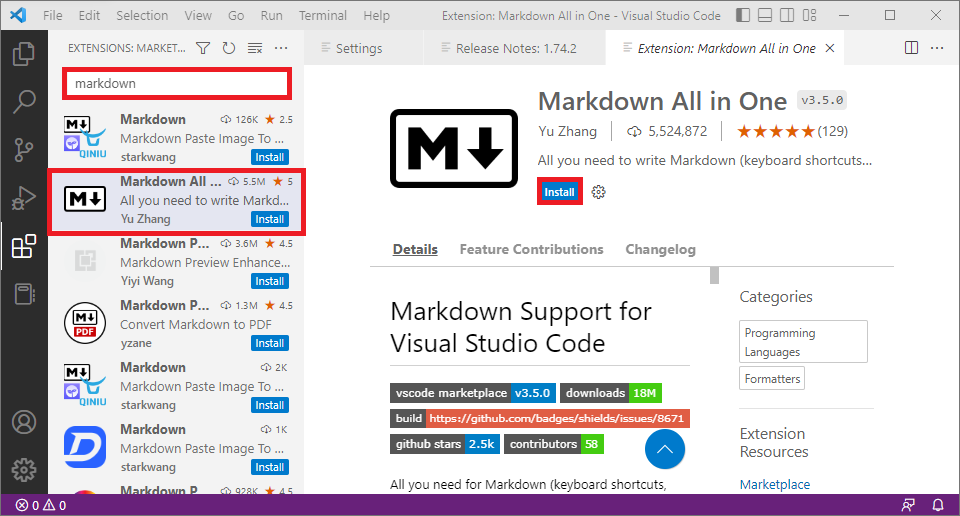 File Edit Selection View Go Run Terminal Help
Extension: Markdown All in One - Visual Studio Code
EXTENSIONS: MARKET...
markdown
Markdown 126K ★ 2.5
Markdown Paste Image To ...
starkwang Install
QINIU
Markdown All ... 5.5M ★ 5
All you need to write Markd...
Yu Zhang Install
Markdown P... 3.6M ★ 4.5
Markdown Preview Enhance...
Yiyi Wang Install
Markdown P... 1.3M ★ 4.5
Convert Markdown to PDF
yzane Install
PDF
Markdown 2K
Markdown Paste Image To ...
starkwang Install
QINIU
Markdown 1K
Markdown Paste Image To ...
starkwang Install
Markdown P... 928K ★ 4.5
Settings
Release Notes: 1.74.2
Extension: Markdown All in One
M
Markdown All in One v3.5.0
Yu Zhang | 5,524,872 | ★★★★★(129)
All you need to write Markdown (keyboard shortcuts...
Install
Details Feature Contributions Changelog
Markdown Support for
Visual Studio Code
vscode marketplace v3.5.0 downloads 18M
build https://github.com/badges/shields/issues/8671
github stars 2.5k contributors 58
All you need for Markdown (keyboard shortcuts,
Categories
Programming
Languages
Formatters
Extension
Resources
Marketplace
0 0